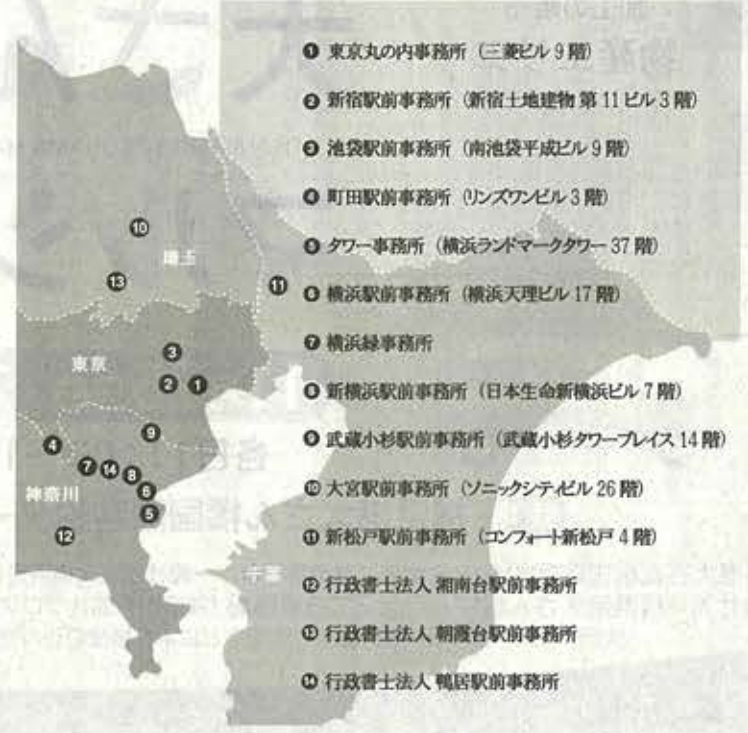 ❶ 東京丸の内事務所（三菱ビル 9 階）
❷ 新宿駅前事務所（新宿土地建物 第 11 ビル 3 階）
❸ 池袋駅前事務所（南池袋平成ビル 9 階）
❹ 町田駅前事務所（リンズワンビル 3 階）
❺ タワー事務所（横浜ランドマークタワー 37 階）
❻ 横浜駅前事務所（横浜天理ビル 17 階）
❼ 横浜緑事務所
❽ 新横浜駅前事務所（日本生命新横浜ビル 7 階）
❾ 武蔵小杉駅前事務所（武蔵小杉タワープレイス 14 階）
❿ 大宮駅前事務所（ソニックシティビル 26 階）
⓫ 新松戸駅前事務所（コンフォート新松戸 4 階）
⓬ 行政書士法人 湘南台駅前事務所
⓭ 行政書士法人 朝霞台駅前事務所
⓮ 行政書士法人 鴨居駅前事務所
❿
埼玉
⓭
⓫
東京
❸
❷ ❶
❾
❹
❼ ⓮ ❽
神奈川
❻
❺
⓬
千葉